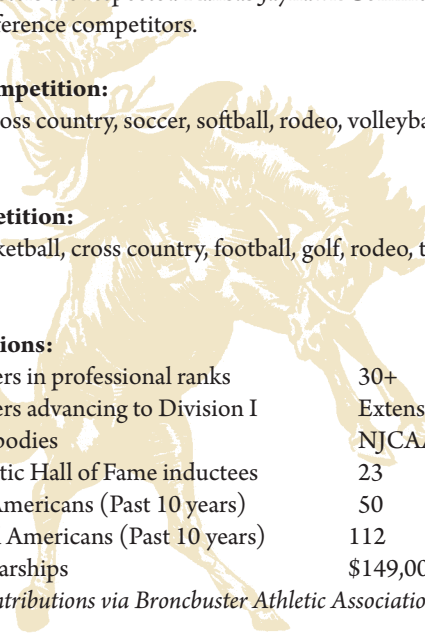 ference competitors.
mpetition:
oss country, soccer, softball, rodeo, volleyba
etition:
ketball, cross country, football, golf, rodeo, t
ions:
ers in professional ranks 30+
ers advancing to Division I Extens
bodies NJCAA
tic Hall of Fame inductees 23
Americans (Past 10 years) 50
Americans (Past 10 years) 112
arships $149,00
ntributions via Broncbuster Athletic Associatio